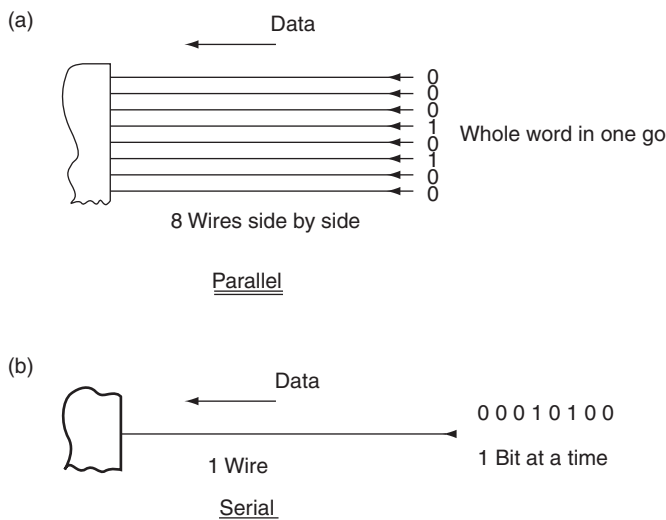 (a)
Data
0
0
0
1
0
1
0
0
Whole word in one go
8 Wires side by side
Parallel
(b)
Data
0 0 0 1 0 1 0 0
1 Wire
1 Bit at a time
Serial